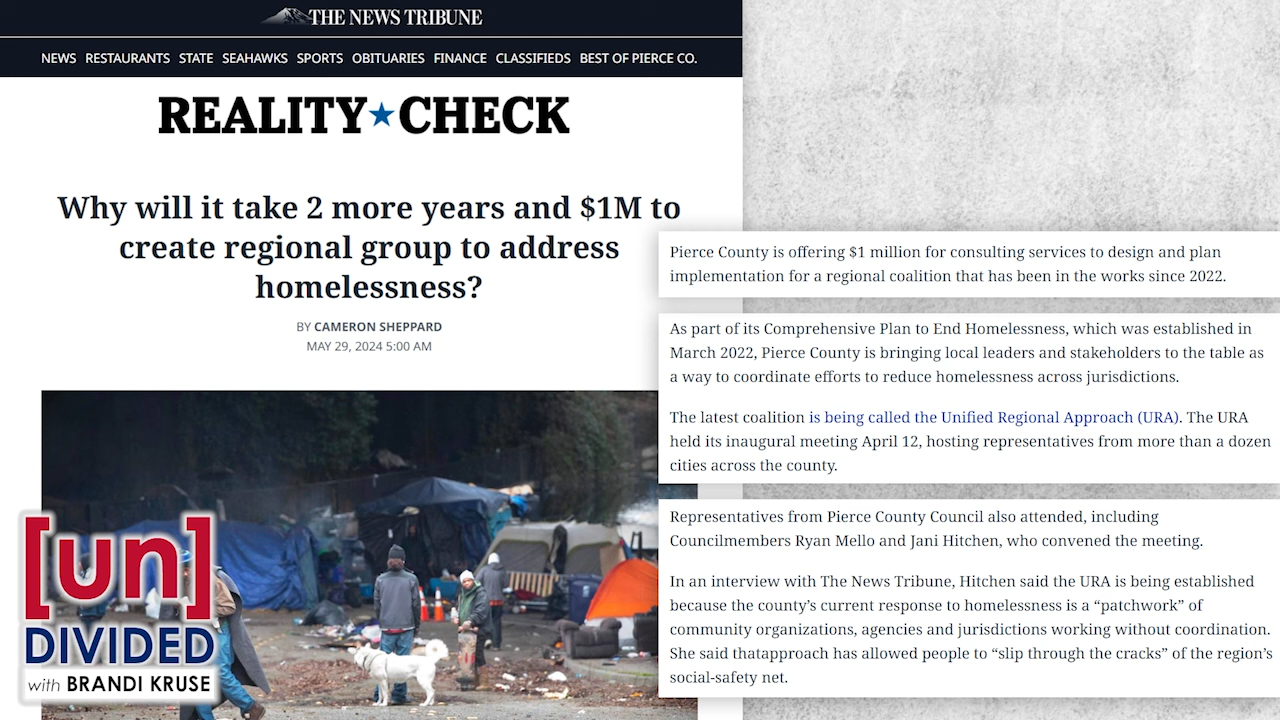 THE NEWS TRIBUNE
NEWS RESTAURANTS STATE SEAHAWKS SPORTS OBITUARIES FINANCE CLASSIFIEDS BEST OF PIERCE CO.
REALITY★CHECK
Why will it take 2 more years and $1M to
create regional group to address
homelessness?
BY CAMERON SHEPPARD
MAY 29, 2024 5:00 AM
Pierce County is offering $1 million for consulting services to design and plan
implementation for a regional coalition that has been in the works since 2022.
As part of its Comprehensive Plan to End Homelessness, which was established in
March 2022, Pierce County is bringing local leaders and stakeholders to the table as
a way to coordinate efforts to reduce homelessness across jurisdictions.
The latest coalition is being called the Unified Regional Approach (URA). The URA
held its inaugural meeting April 12, hosting representatives from more than a dozen
cities across the county.
Representatives from Pierce County Council also attended, including
Councilmembers Ryan Mello and Jani Hitchen, who convened the meeting.
In an interview with The News Tribune, Hitchen said the URA is being established
because the county’s current response to homelessness is a “patchwork” of
community organizations, agencies and jurisdictions working without coordination.
She said thatapproach has allowed people to “slip through the cracks” of the region’s
social-safety net.
[un]
DIVIDED
with BRANDI KRUSE